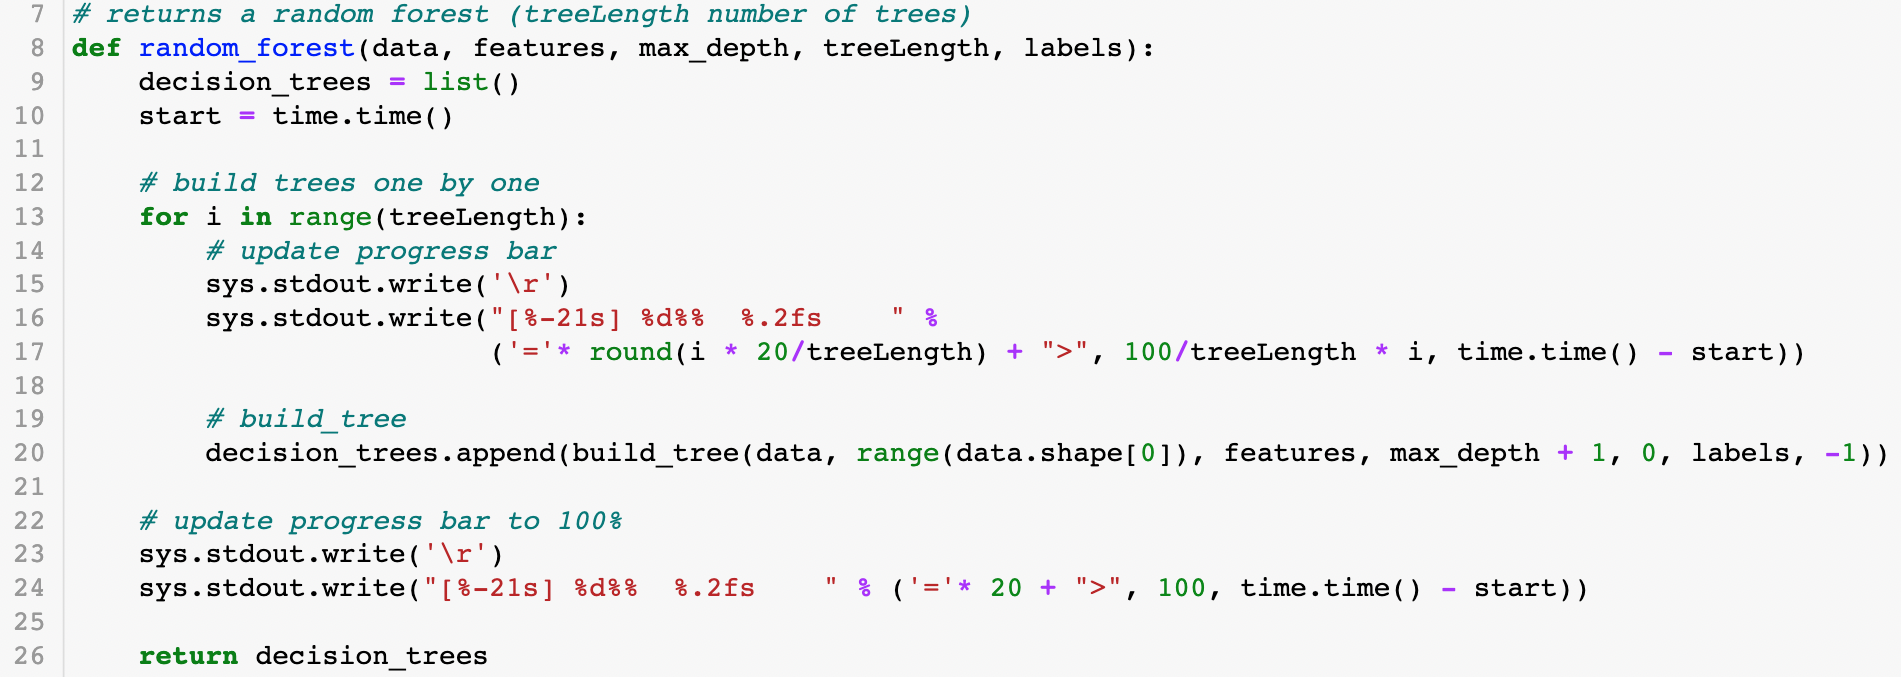 7 # returns a random forest (treeLength number of trees)
8 def random_forest(data, features, max_depth, treeLength, labels):
9     decision_trees = list()
10     start = time.time()
11
12     # build trees one by one
13     for i in range(treeLength):
14         # update progress bar
15         sys.stdout.write('\r')
16         sys.stdout.write("[%-21s] %d%%  %.2fs    " %
17                          ('='* round(i * 20/treeLength) + ">", 100/treeLength * i, time.time() - start))
18
19         # build_tree
20         decision_trees.append(build_tree(data, range(data.shape[0]), features, max_depth + 1, 0, labels, -1))
21
22     # update progress bar to 100%
23     sys.stdout.write('\r')
24     sys.stdout.write("[%-21s] %d%%  %.2fs    " % ('='* 20 + ">", 100, time.time() - start))
25
26     return decision_trees